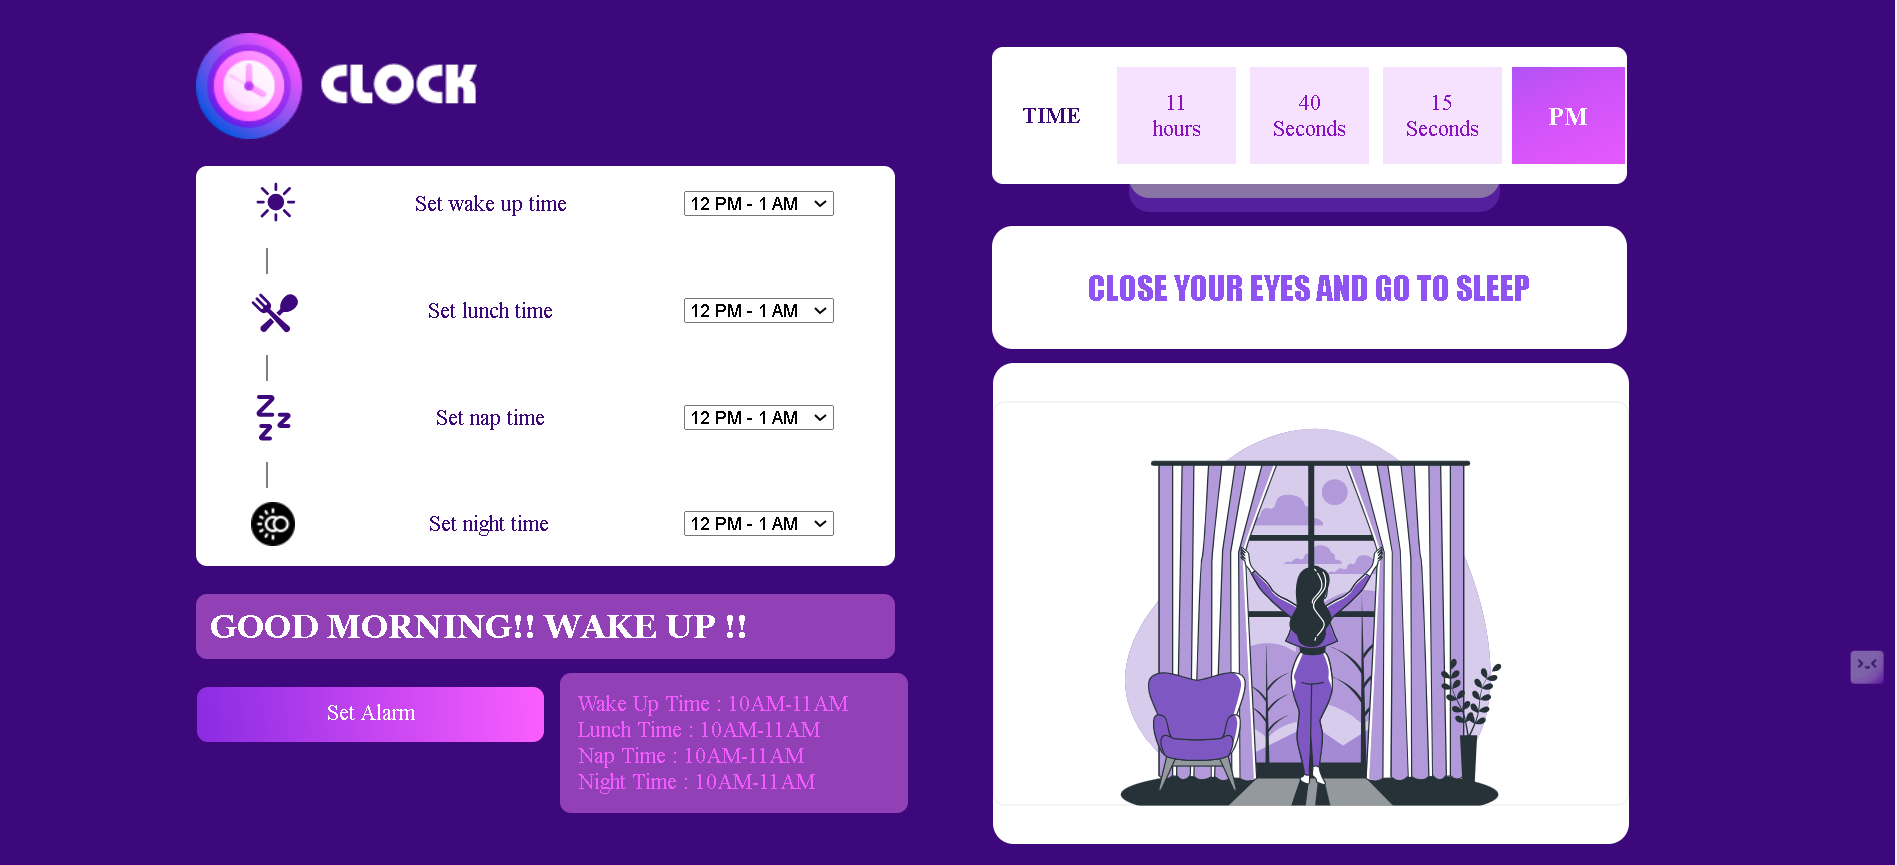 CLOCK
Set wake up time
12 PM - 1 AM
Set lunch time
12 PM - 1 AM
Set nap time
12 PM - 1 AM
Set night time
12 PM - 1 AM
GOOD MORNING!! WAKE UP !!
Set Alarm
Wake Up Time : 10AM-11AM
Lunch Time : 10AM-11AM
Nap Time : 10AM-11AM
Night Time : 10AM-11AM
TIME
11
hours
40
Seconds
15
Seconds
PM
CLOSE YOUR EYES AND GO TO SLEEP